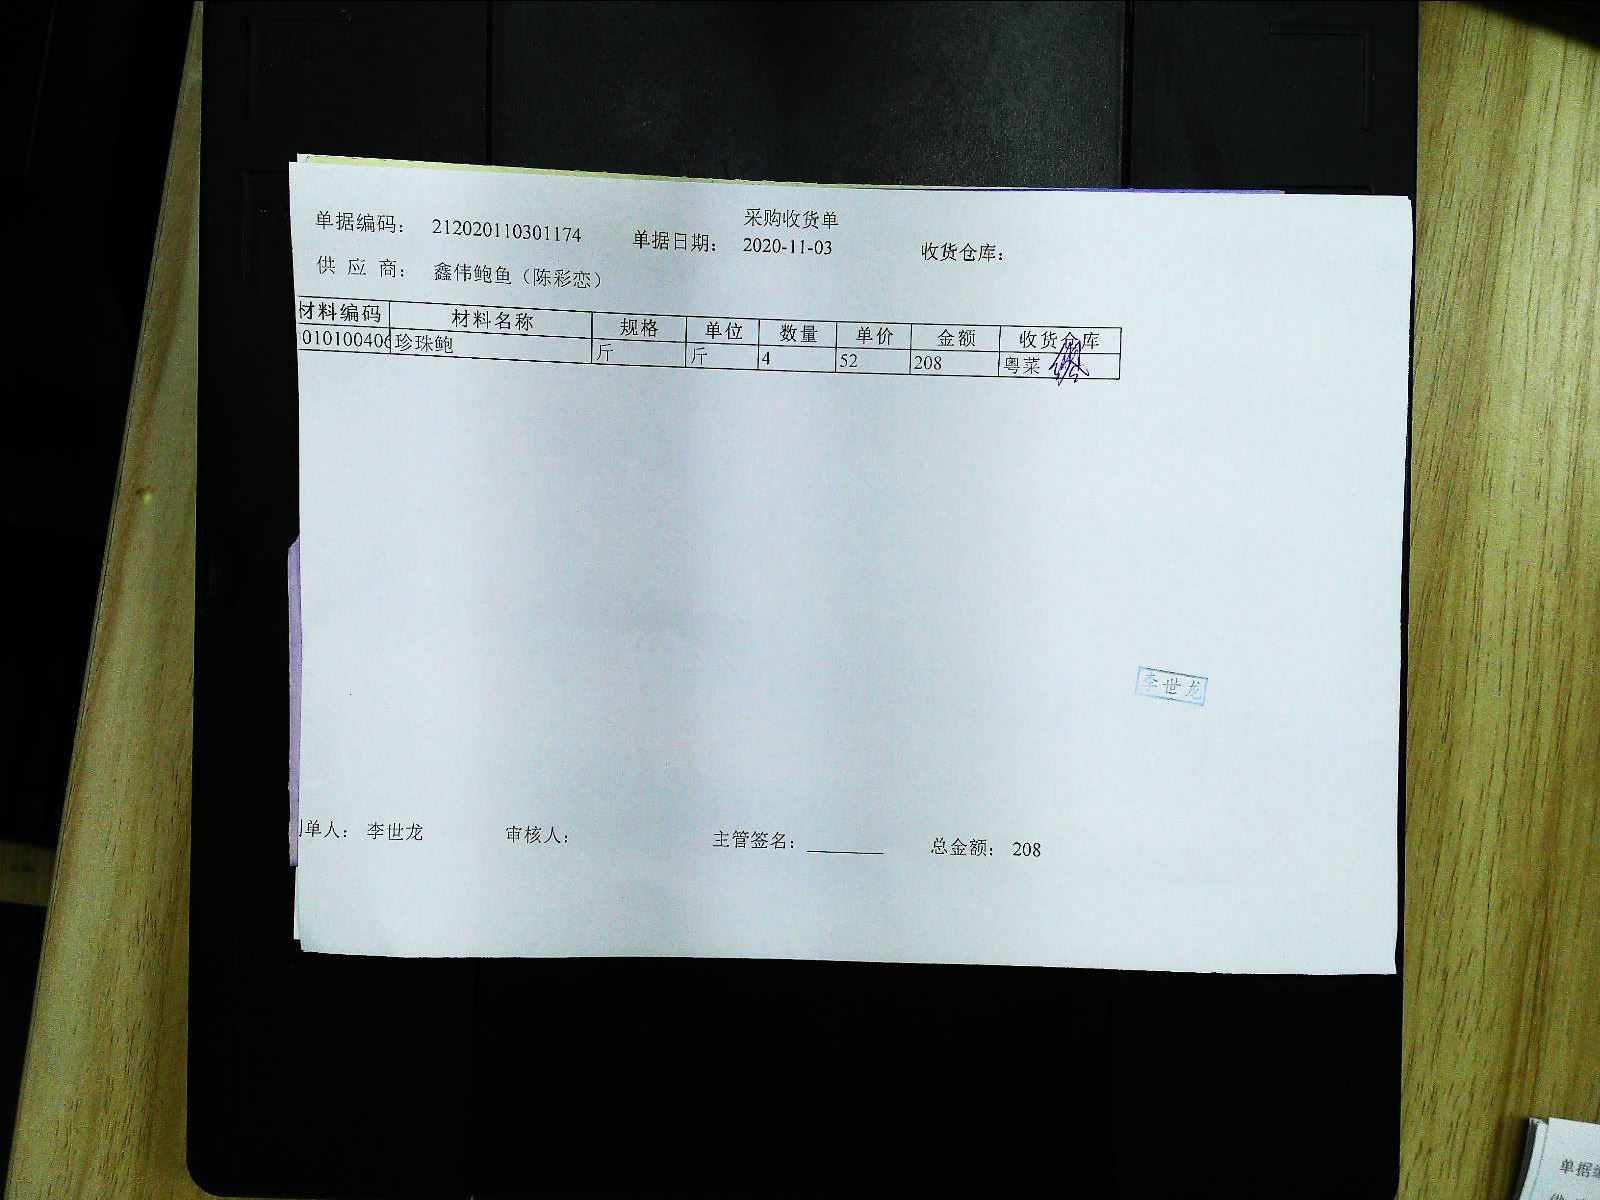 采购收货单
单据编码： 212020110301174 单据日期： 2020-11-03 收货仓库：
供 应 商： 鑫伟鲍鱼（陈彩恋）
材料编码 材料名称 规格 单位 数量 单价 金额 收货仓库
010100406 珍珠鲍 斤 斤 4 52 208 粤菜
李世龙
单人： 李世龙 审核人： 主管签名： 总金额： 208
单据